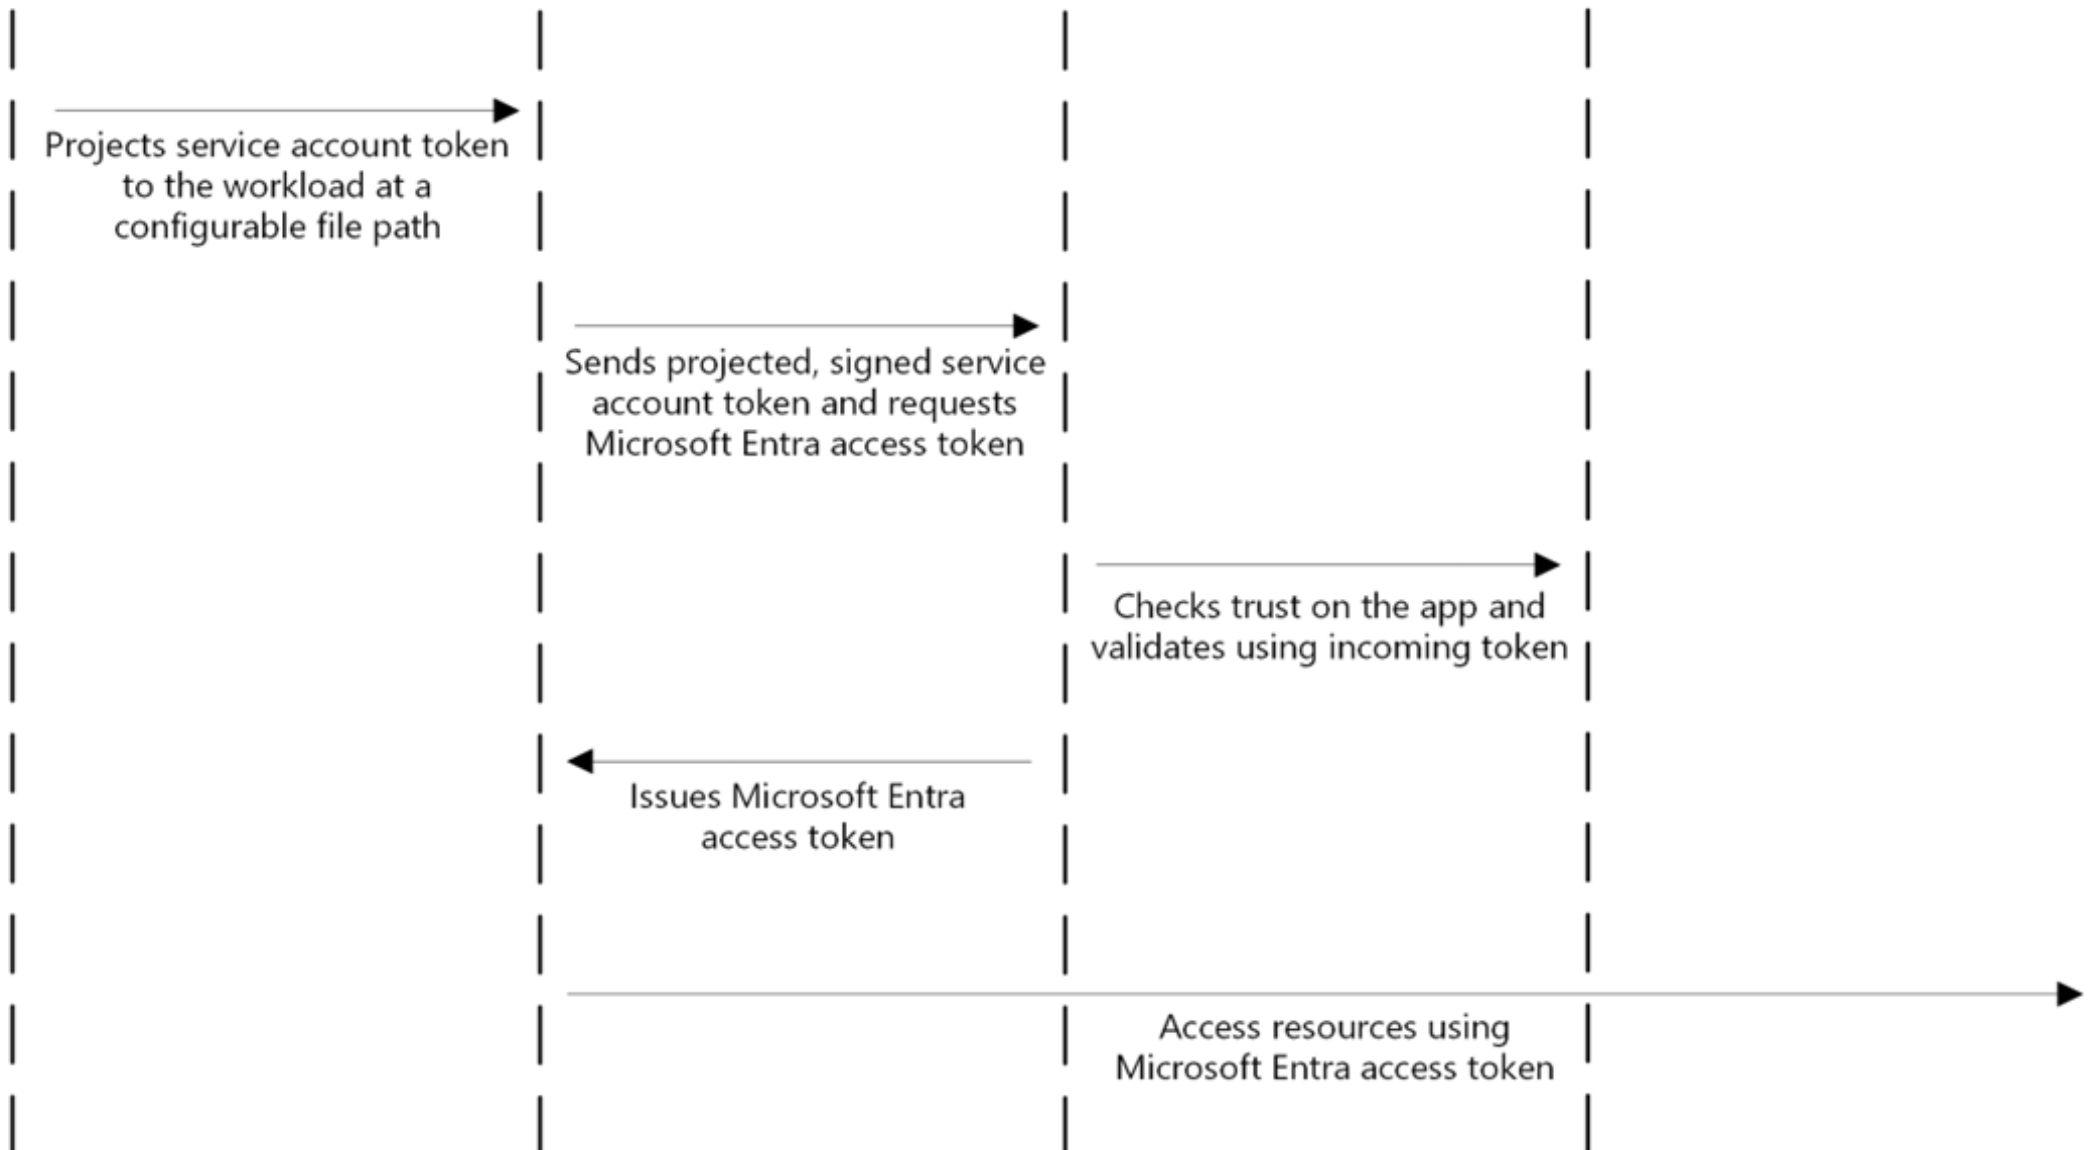 Projects service account token
to the workload at a
configurable file path
Sends projected, signed service
account token and requests
Microsoft Entra access token
Checks trust on the app and
validates using incoming token
Issues Microsoft Entra
access token
Access resources using
Microsoft Entra access token